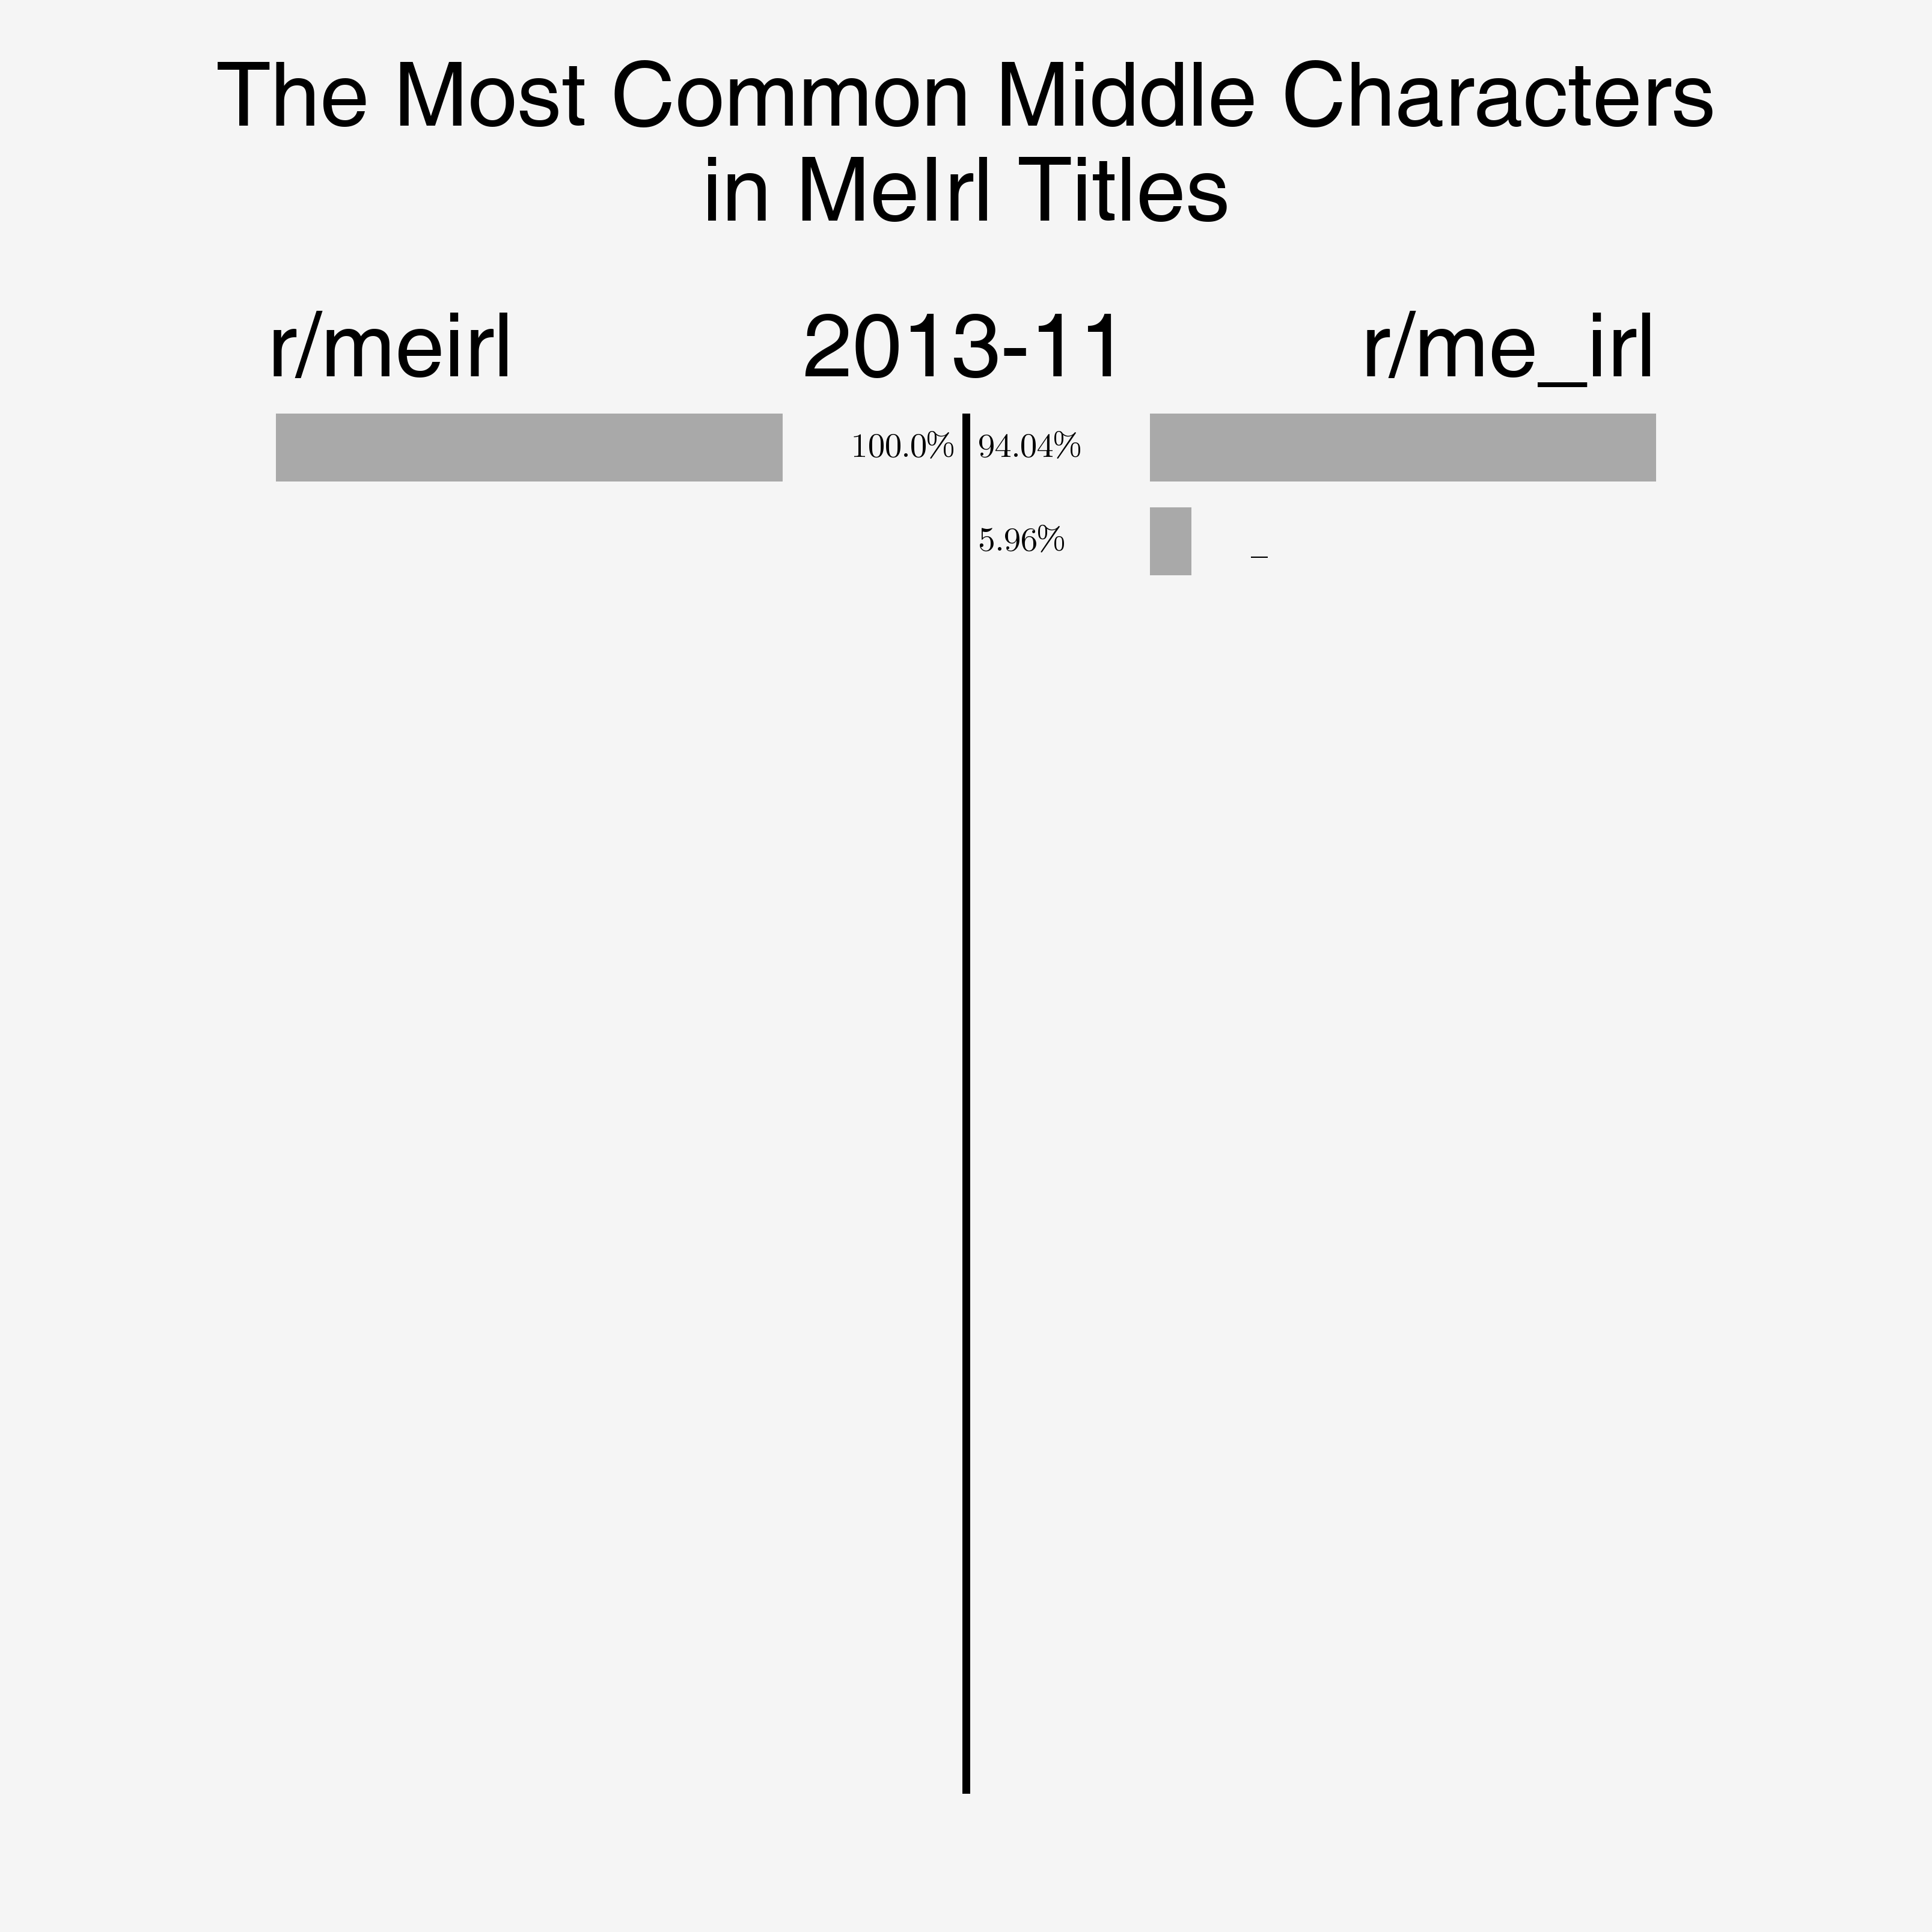 The Most Common Middle Characters
in MeIrl Titles
r/meirl 2013-11 r/me_irl
100.0% 94.04%
5.96% _